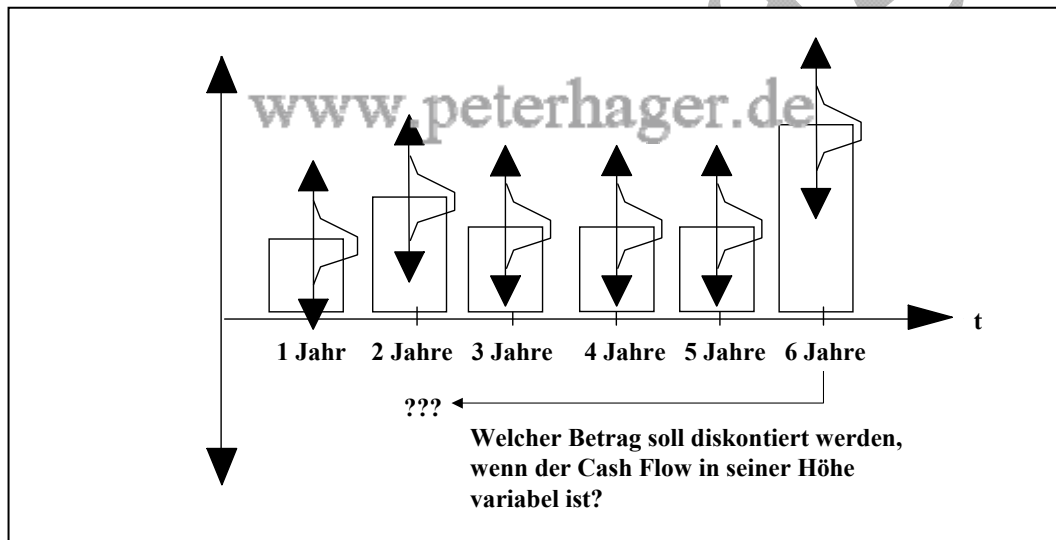 www.peterhager.de
t
1 Jahr 2 Jahre 3 Jahre 4 Jahre 5 Jahre 6 Jahre
???
Welcher Betrag soll diskontiert werden,
wenn der Cash Flow in seiner Höhe
variabel ist?